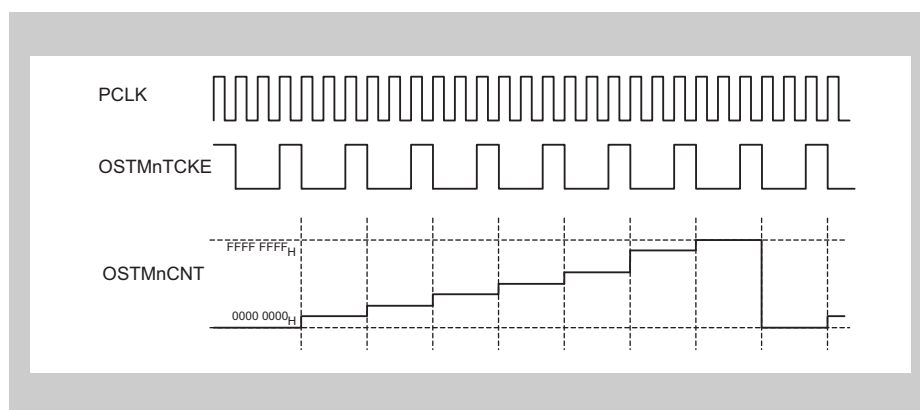 PCLK
OSTMnTCKE
FFFF FFFFH
OSTMnCNT
0000 0000H